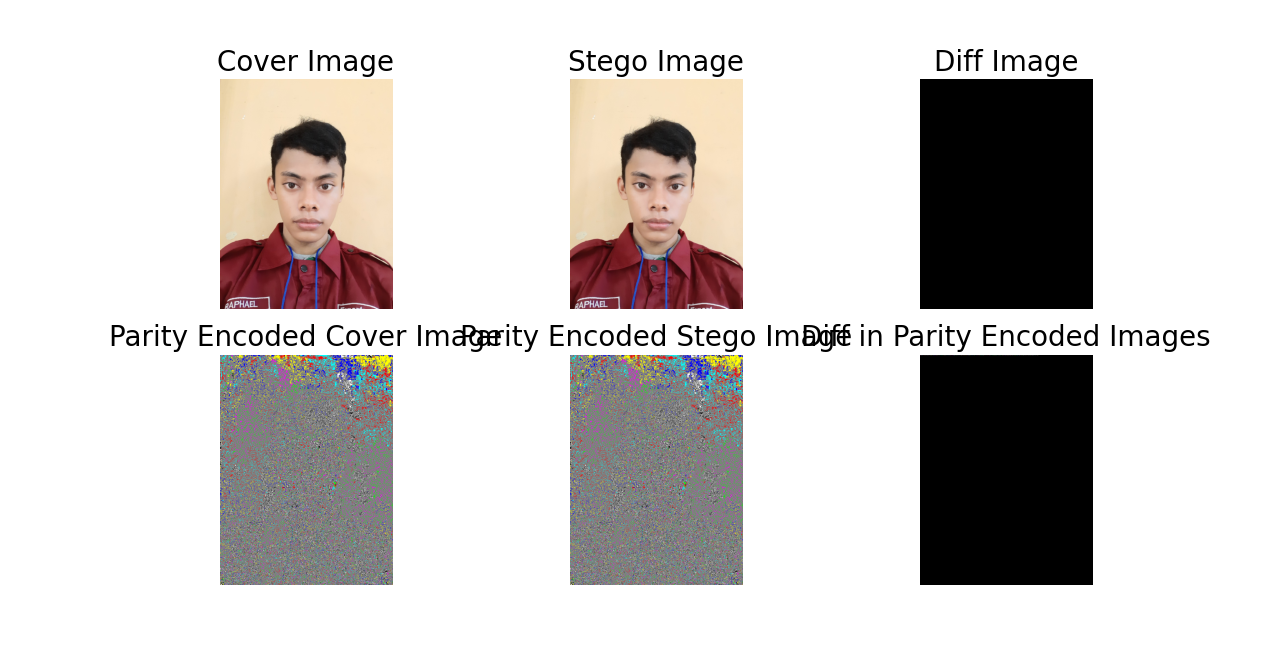 Cover Image
Stego Image
Diff Image
RAPHAEL
RAPHAEL
Parity Encoded Cover Image
Parity Encoded Stego Image
Diff in Parity Encoded Images